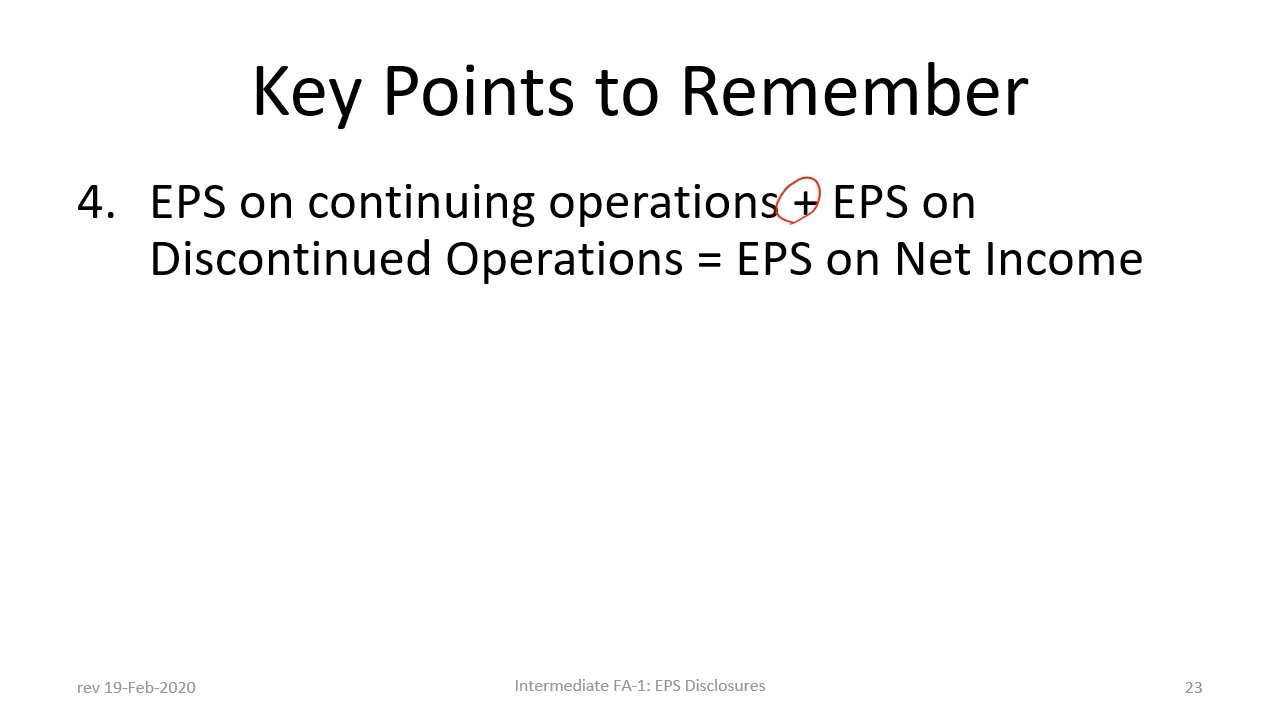 Key Points to Remember
4. EPS on continuing operations + EPS on
Discontinued Operations = EPS on Net Income
rev 19-Feb-2020
Intermediate FA-1: EPS Disclosures
23